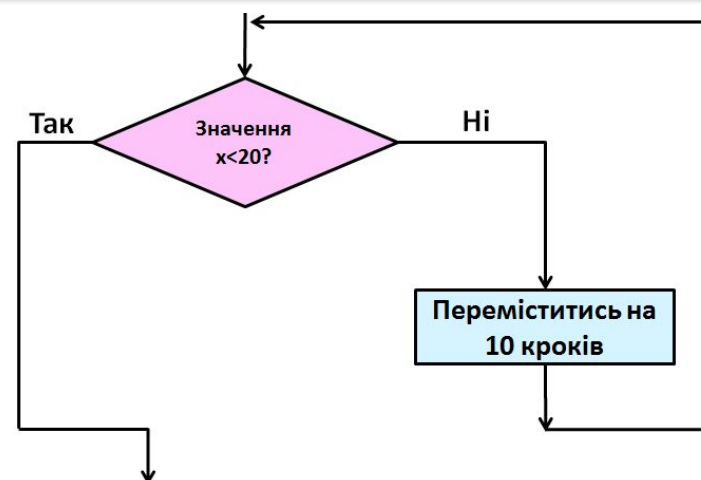 Так
Значення
x<20?
Ні
Переміститись на
10 кроків